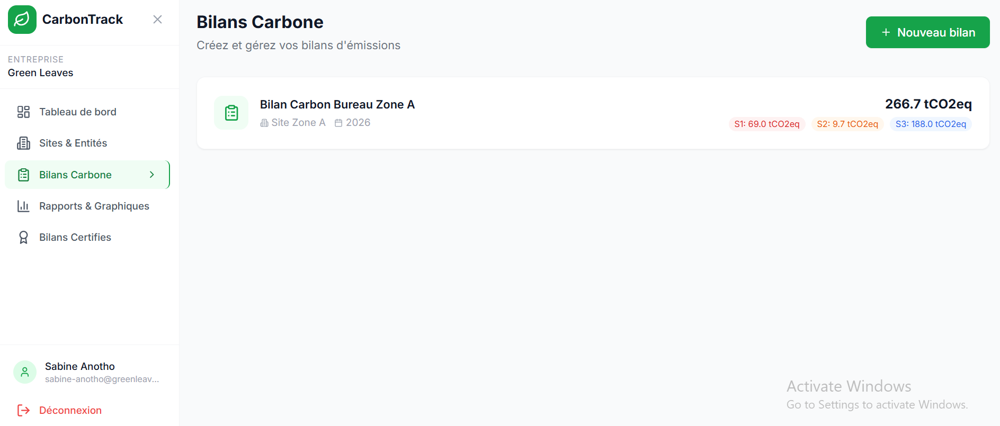 CarbonTrack
ENTREPRISE
Green Leaves
Tableau de bord
Sites & Entités
Bilans Carbone
Rapports & Graphiques
Bilans Certifies
Sabine Anotho
sabine-anotho@greenleav...
Déconnexion
Bilans Carbone
Créez et gérez vos bilans d'émissions
+ Nouveau bilan
Bilan Carbon Bureau Zone A
Site Zone A 2026
266.7 tCO2eq
S1: 69.0 tCO2eq S2: 9.7 tCO2eq S3: 188.0 tCO2eq
Activate Windows
Go to Settings to activate Windows.